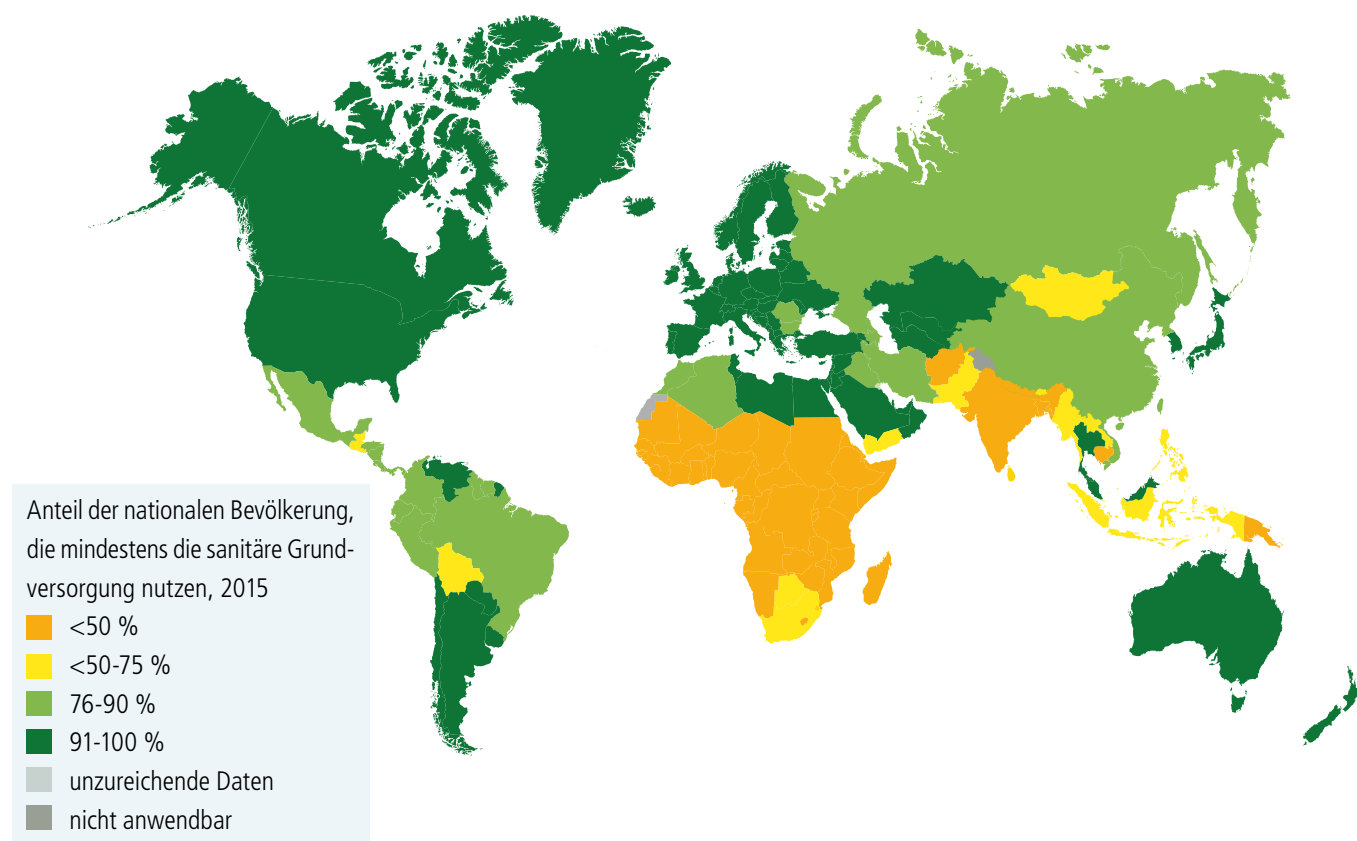 Anteil der nationalen Bevölkerung,
die mindestens die sanitäre Grund-
versorgung nutzen, 2015
<50 %
<50-75 %
76-90 %
91-100 %
unzureichende Daten
nicht anwendbar